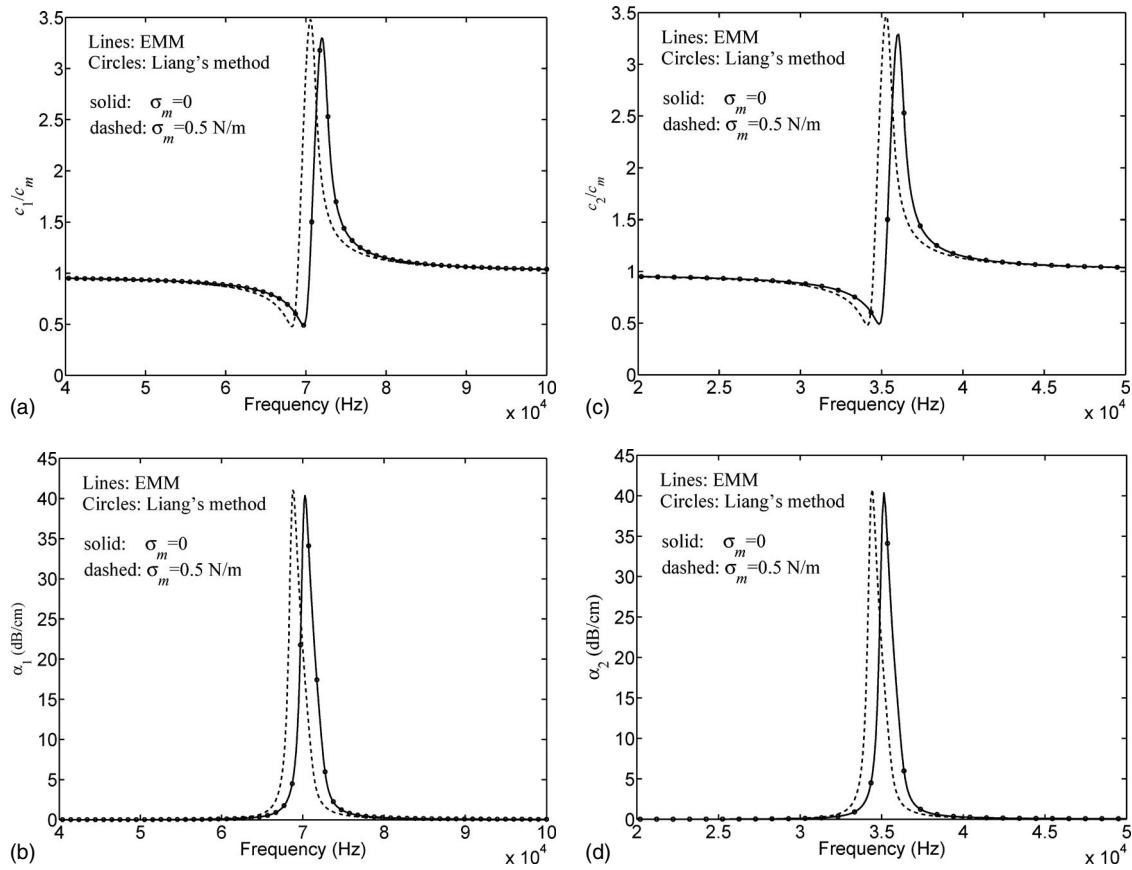 3.5
3
2.5
2
1.5
1
0.5
0
c1/cm
Lines: EMM
Circles: Liang's method
solid: σm=0
dashed: σm=0.5 N/m
4 5 6 7 8 9 10
Frequency (Hz)
x 10^4
(a)
3.5
3
2.5
2
1.5
1
0.5
0
c2/cm
Lines: EMM
Circles: Liang's method
solid: σm=0
dashed: σm=0.5 N/m
2 2.5 3 3.5 4 4.5 5
Frequency (Hz)
x 10^4
(c)
45
40
35
30
25
20
15
10
5
0
α1 (dB/cm)
Lines: EMM
Circles: Liang's method
solid: σm=0
dashed: σm=0.5 N/m
4 5 6 7 8 9 10
Frequency (Hz)
x 10^4
(b)
45
40
35
30
25
20
15
10
5
0
α2 (dB/cm)
Lines: EMM
Circles: Liang's method
solid: σm=0
dashed: σm=0.5 N/m
2 2.5 3 3.5 4 4.5 5
Frequency (Hz)
x 10^4
(d)